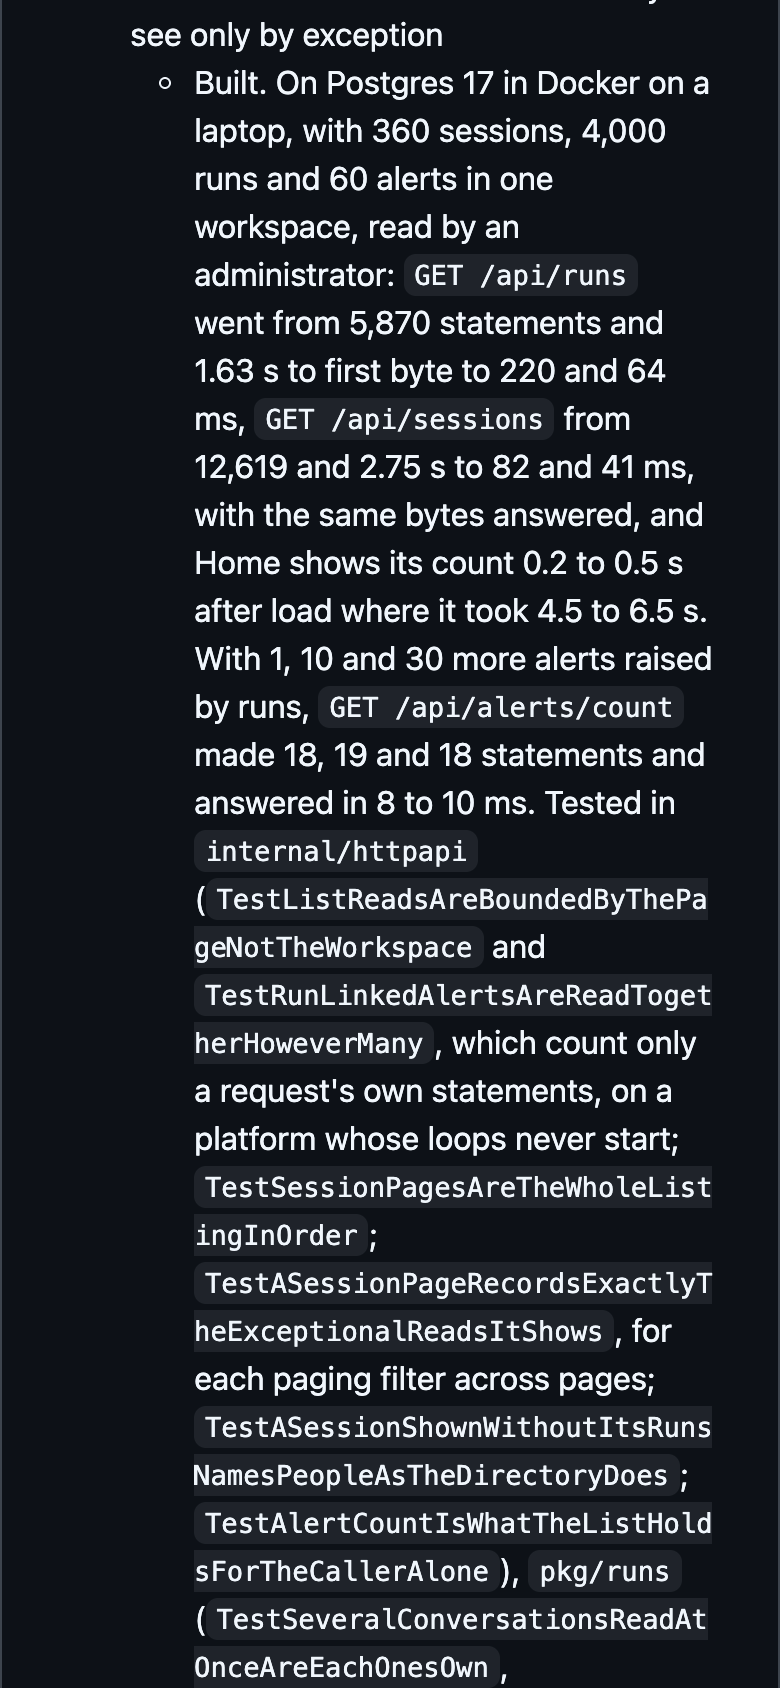 see only by exception
Built. On Postgres 17 in Docker on a
laptop, with 360 sessions, 4,000
runs and 60 alerts in one
workspace, read by an
administrator: GET /api/runs
went from 5,870 statements and
1.63 s to first byte to 220 and 64
ms, GET /api/sessions from
12,619 and 2.75 s to 82 and 41 ms,
with the same bytes answered, and
Home shows its count 0.2 to 0.5 s
after load where it took 4.5 to 6.5 s.
With 1, 10 and 30 more alerts raised
by runs, GET /api/alerts/count
made 18, 19 and 18 statements and
answered in 8 to 10 ms. Tested in
internal/httpapi
(TestListReadsAreBoundedByThePa
geNotTheWorkspace and
TestRunLinkedAlertsAreReadToget
herHoweverMany, which count only
a request's own statements, on a
platform whose loops never start;
TestSessionPagesAreTheWholeList
ingInOrder;
TestASessionPageRecordsExactlyT
heExceptionalReadsItShows, for
each paging filter across pages;
TestASessionShownWithoutItsRuns
NamesPeopleAsTheDirectoryDoes;
TestAlertCountIsWhatTheListHold
sForTheCallerAlone), pkg/runs
(TestSeveralConversationsReadAt
OnceAreEachOnesOwn,